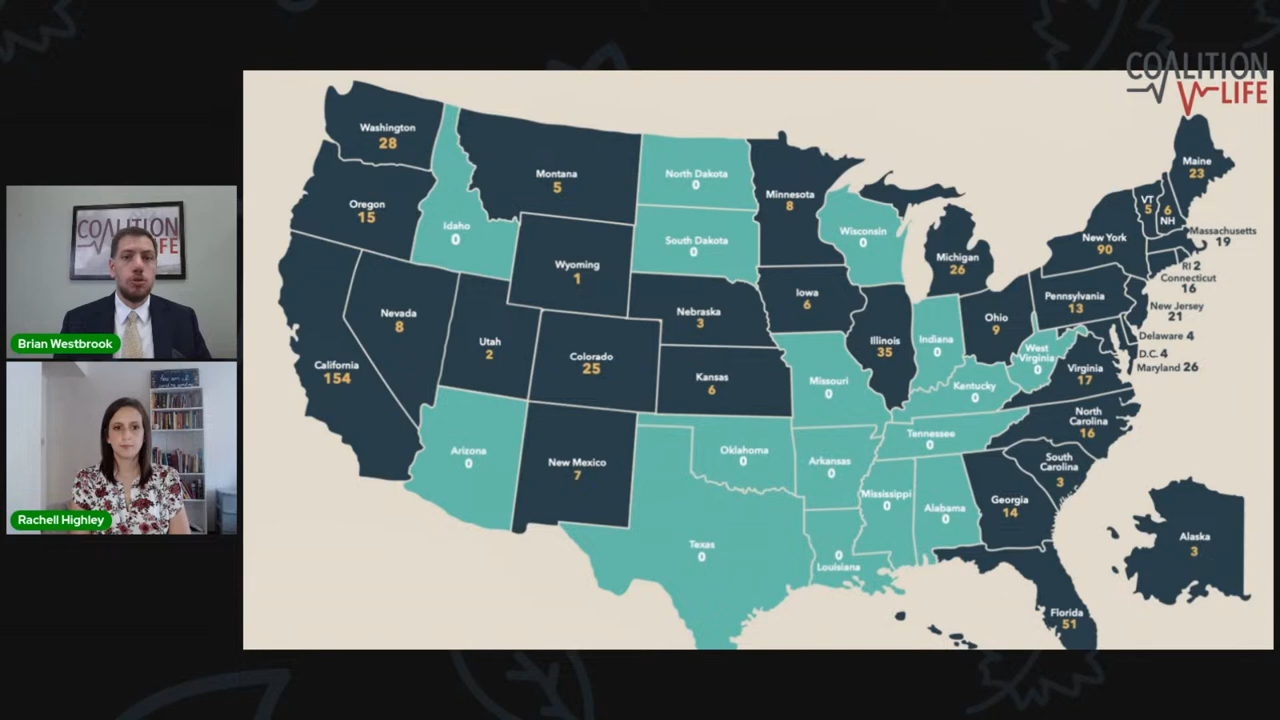 COALITION
LIFE
Washington
28
Montana
5
North Dakota
0
Minnesota
8
Maine
23
Oregon
15
Idaho
0
South Dakota
0
Wisconsin
0
VT
5
6
NH
Massachusetts
19
New York
90
Michigan
26
Wyoming
1
RI 2
Connecticut
16
Iowa
6
Pennsylvania
13
New Jersey
21
Nevada
8
Nebraska
3
Ohio
9
Utah
2
Colorado
25
Illinois
35
Indiana
0
West
Virginia
0
Delaware 4
D.C. 4
Maryland 26
California
154
Kansas
6
Missouri
0
Kentucky
0
Virginia
17
North
Carolina
16
Tennessee
0
Arizona
0
New Mexico
7
Oklahoma
0
Arkansas
0
South
Carolina
3
Mississippi
0
Alabama
0
Georgia
14
Texas
0
0
Louisiana
Alaska
3
Florida
51
COALITION
LIFE
Brian Westbrook
Rachell Highley